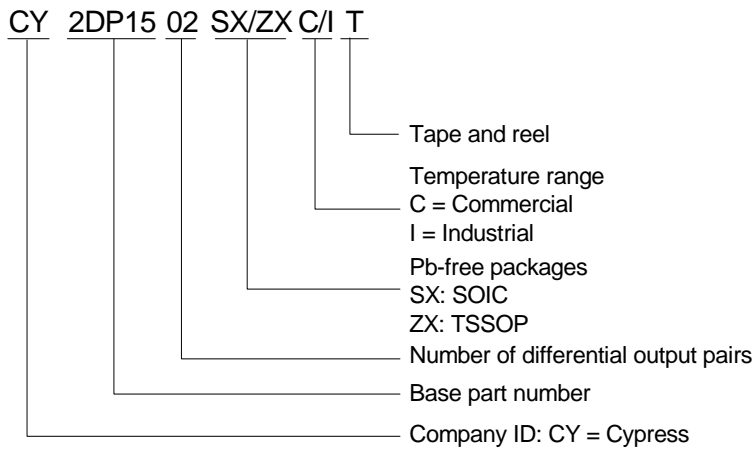 CY 2DP15 02 SX/ZX C/I T
Tape and reel
Temperature range
C = Commercial
I = Industrial
Pb-free packages
SX: SOIC
ZX: TSSOP
Number of differential output pairs
Base part number
Company ID: CY = Cypress